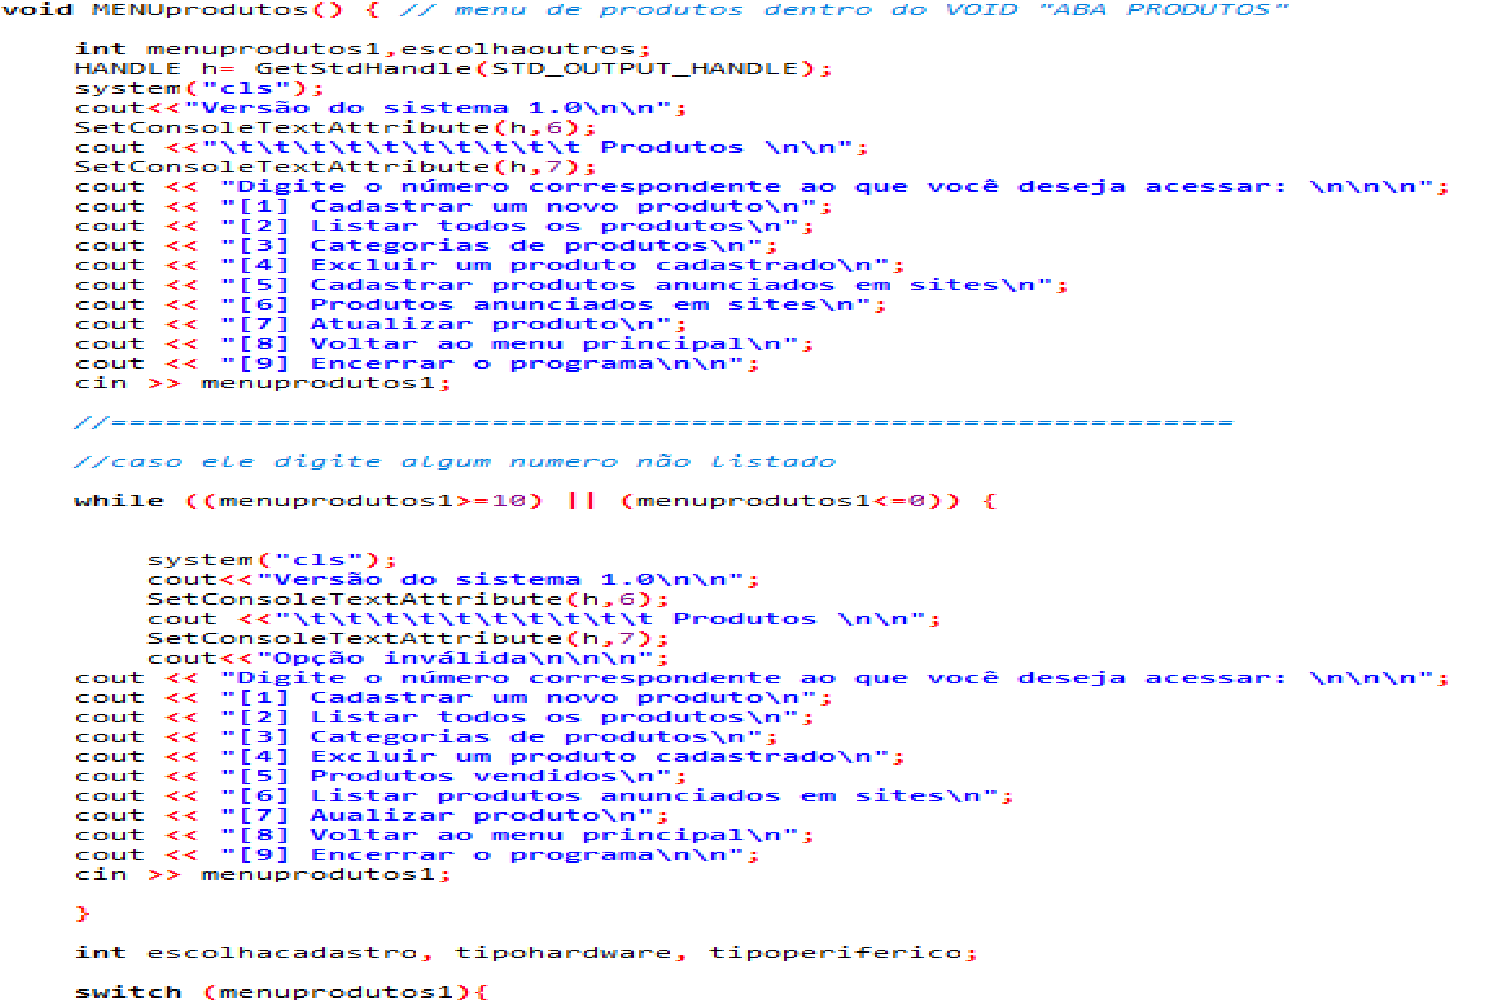 void MENUprodutos() { // menu de produtos dentro do VOID "ABA PRODUTOS"
int menuprodutos1,escolhaoutros;
HANDLE h= GetStdHandle(STD_OUTPUT_HANDLE);
system("cls");
cout<<"Versão do sistema 1.0\n\n";
SetConsoleTextAttribute(h,6);
cout <<"\t\t\t\t\t\t\t\t\t\t Produtos \n\n";
SetConsoleTextAttribute(h,7);
cout << "Digite o número correspondente ao que você deseja acessar: \n\n\n";
cout << "[1] Cadastrar um novo produto\n";
cout << "[2] Listar todos os produtos\n";
cout << "[3] Categorias de produtos\n";
cout << "[4] Excluir um produto cadastrado\n";
cout << "[5] Cadastrar produtos anunciados em sites\n";
cout << "[6] Produtos anunciados em sites\n";
cout << "[7] Atualizar produto\n";
cout << "[8] Voltar ao menu principal\n";
cout << "[9] Encerrar o programa\n\n";
cin >> menuprodutos1;
//==============================================================
//caso ele digite algum numero não listado
while ((menuprodutos1>=10) || (menuprodutos1<=0)) {
system("cls");
cout<<"Versão do sistema 1.0\n\n";
SetConsoleTextAttribute(h,6);
cout <<"\t\t\t\t\t\t\t\t\t\t Produtos \n\n";
SetConsoleTextAttribute(h,7);
cout<<"Opção inválida\n\n\n";
cout << "Digite o número correspondente ao que você deseja acessar: \n\n\n";
cout << "[1] Cadastrar um novo produto\n";
cout << "[2] Listar todos os produtos\n";
cout << "[3] Categorias de produtos\n";
cout << "[4] Excluir um produto cadastrado\n";
cout << "[5] Produtos vendidos\n";
cout << "[6] Listar produtos anunciados em sites\n";
cout << "[7] Aualizar produto\n";
cout << "[8] Voltar ao menu principal\n";
cout << "[9] Encerrar o programa\n\n";
cin >> menuprodutos1;
}
int escolhacadastro, tipohardware, tipoperiferico;
switch (menuprodutos1){